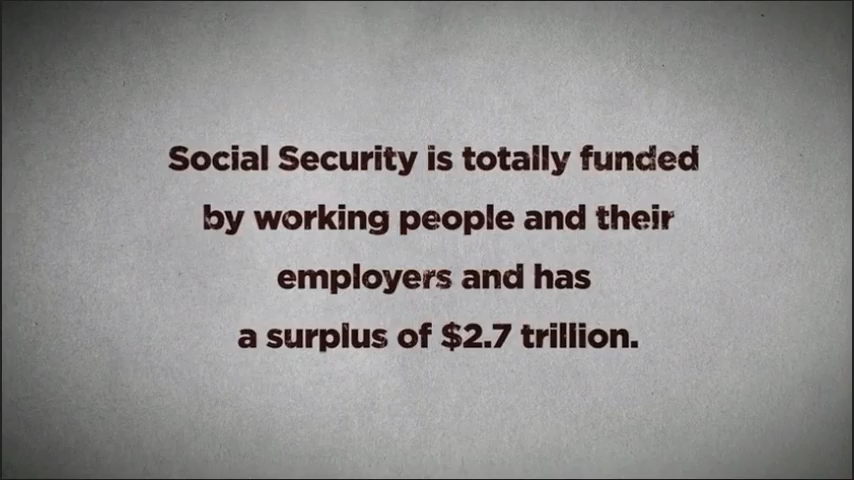 Social Security is totally funded
by working people and their
employers and has
a surplus of $2.7 trillion.